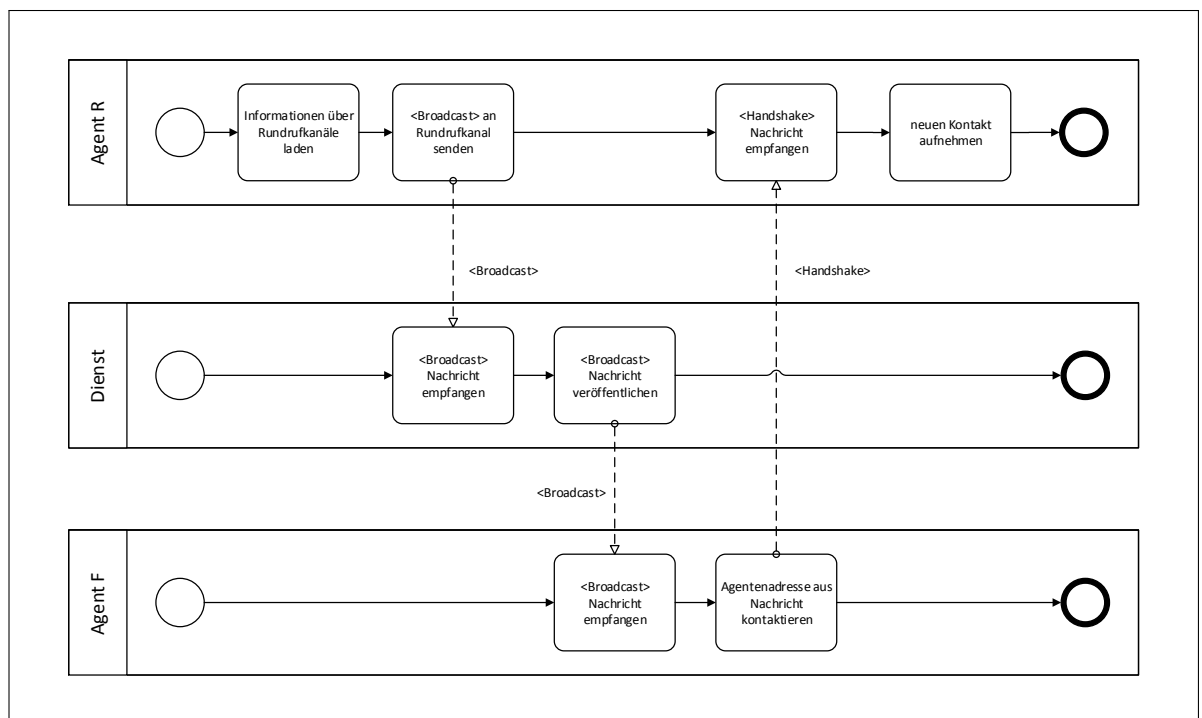 Agent R
Informationen über
Rundrufkanäle
laden
<Broadcast> an
Rundrufkanal
senden
<Handshake>
Nachricht
empfangen
neuen Kontakt
aufnehmen
<Broadcast>
<Handshake>
Dienst
<Broadcast>
Nachricht
empfangen
<Broadcast>
Nachricht
veröffentlichen
<Broadcast>
Agent F
<Broadcast>
Nachricht
empfangen
Agentenadresse aus
Nachricht
kontaktieren